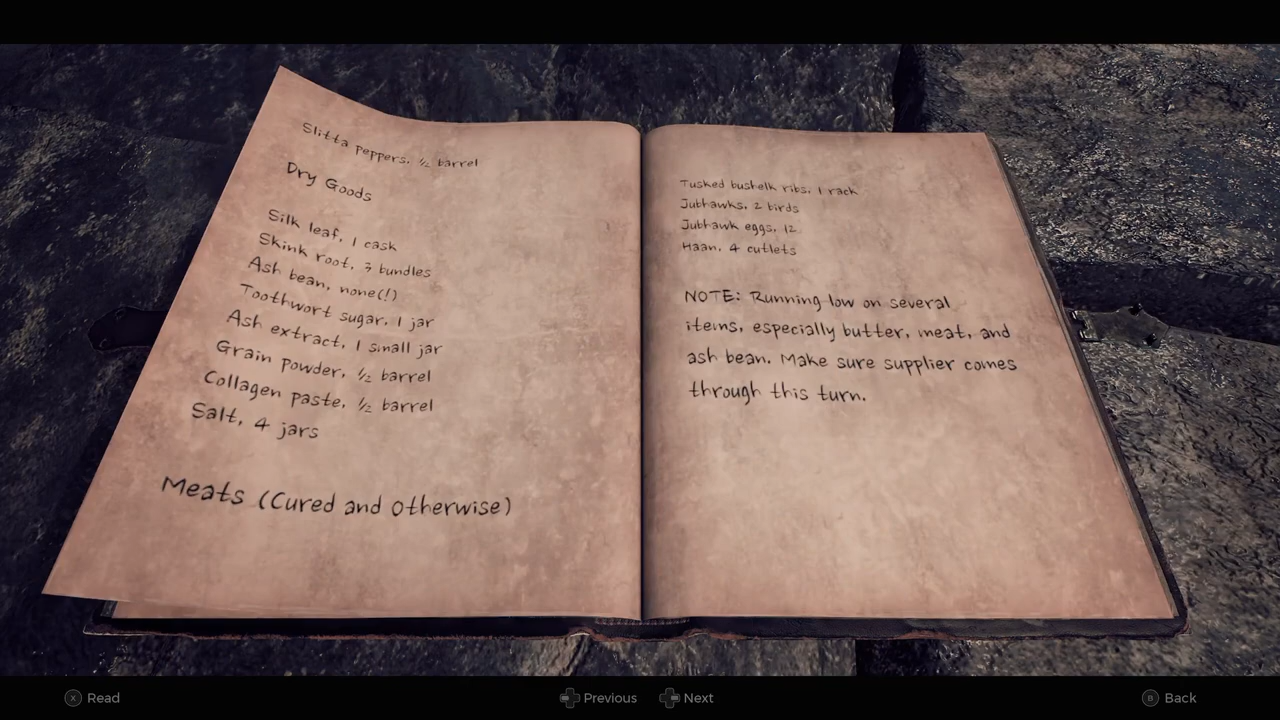 Slitta Peppers, ½ barrel
Dry Goods
Silk leaf, 1 cask
Skink root, 3 bundles
Ash bean, none(!)
Toothwort sugar, 1 jar
Ash extract, 1 small jar
Grain powder, ½ barrel
Collagen paste, ½ barrel
Salt, 4 jars
Meats (Cured and Otherwise)
Tusked bushelk ribs, 1 rack
Jubhawks, 2 birds
Jubhawk eggs, 12
Haan, 4 cutlets
NOTE: Running low on several
items, especially butter, meat, and
ash bean. Make sure supplier comes
through this turn.
X Read
Previous
Next
B Back